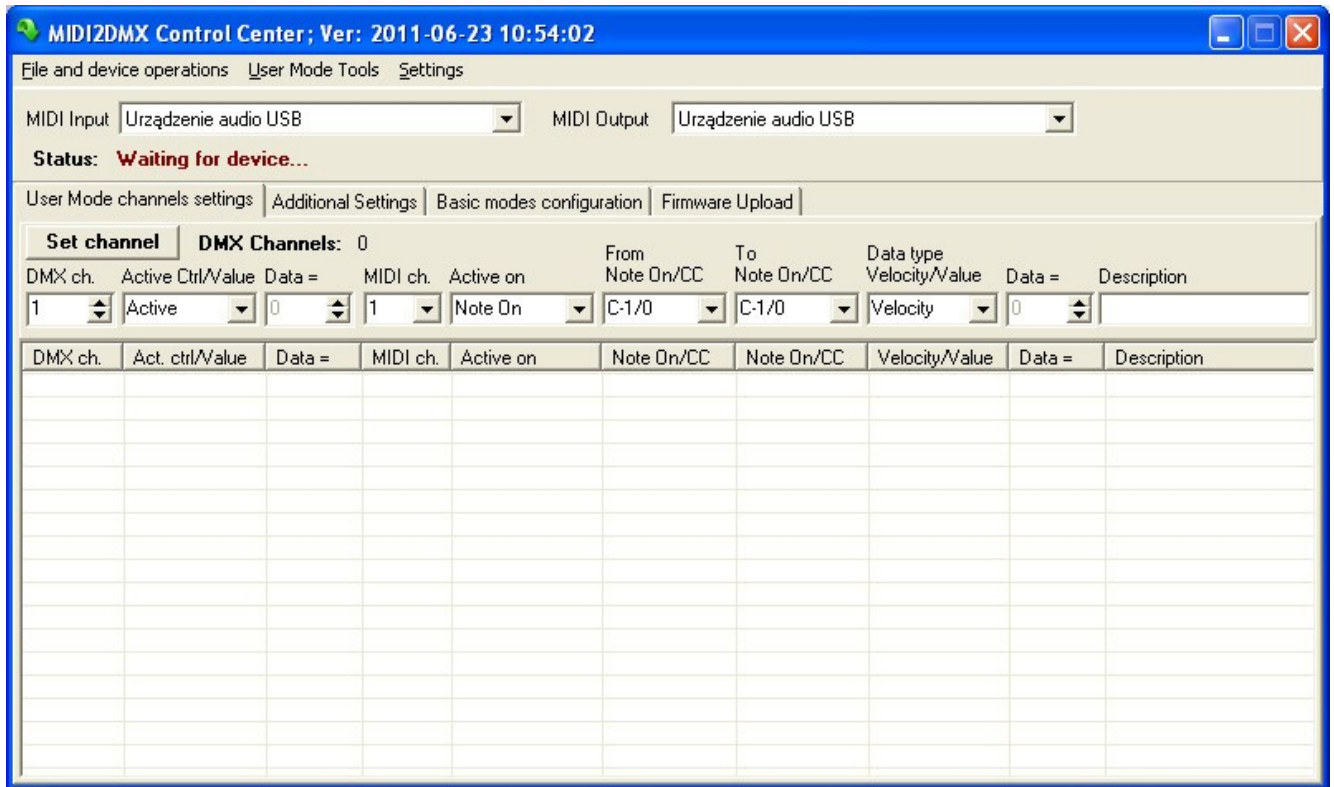 MIDI2DMX Control Center; Ver: 2011-06-23 10:54:02
File and device operations User Mode Tools Settings
MIDI Input Urządzenie audio USB MIDI Output Urządzenie audio USB
Status: Waiting for device...
User Mode channels settings Additional Settings Basic modes configuration Firmware Upload
Set channel DMX Channels: 0
From To Data type
DMX ch. Active Ctrl/Value Data = MIDI ch. Active on Note On/CC Note On/CC Velocity/Value Data = Description
1 Active 0 1 Note On C-1/0 C-1/0 Velocity 0
DMX ch. Act. ctrl/Value Data = MIDI ch. Active on Note On/CC Note On/CC Velocity/Value Data = Description